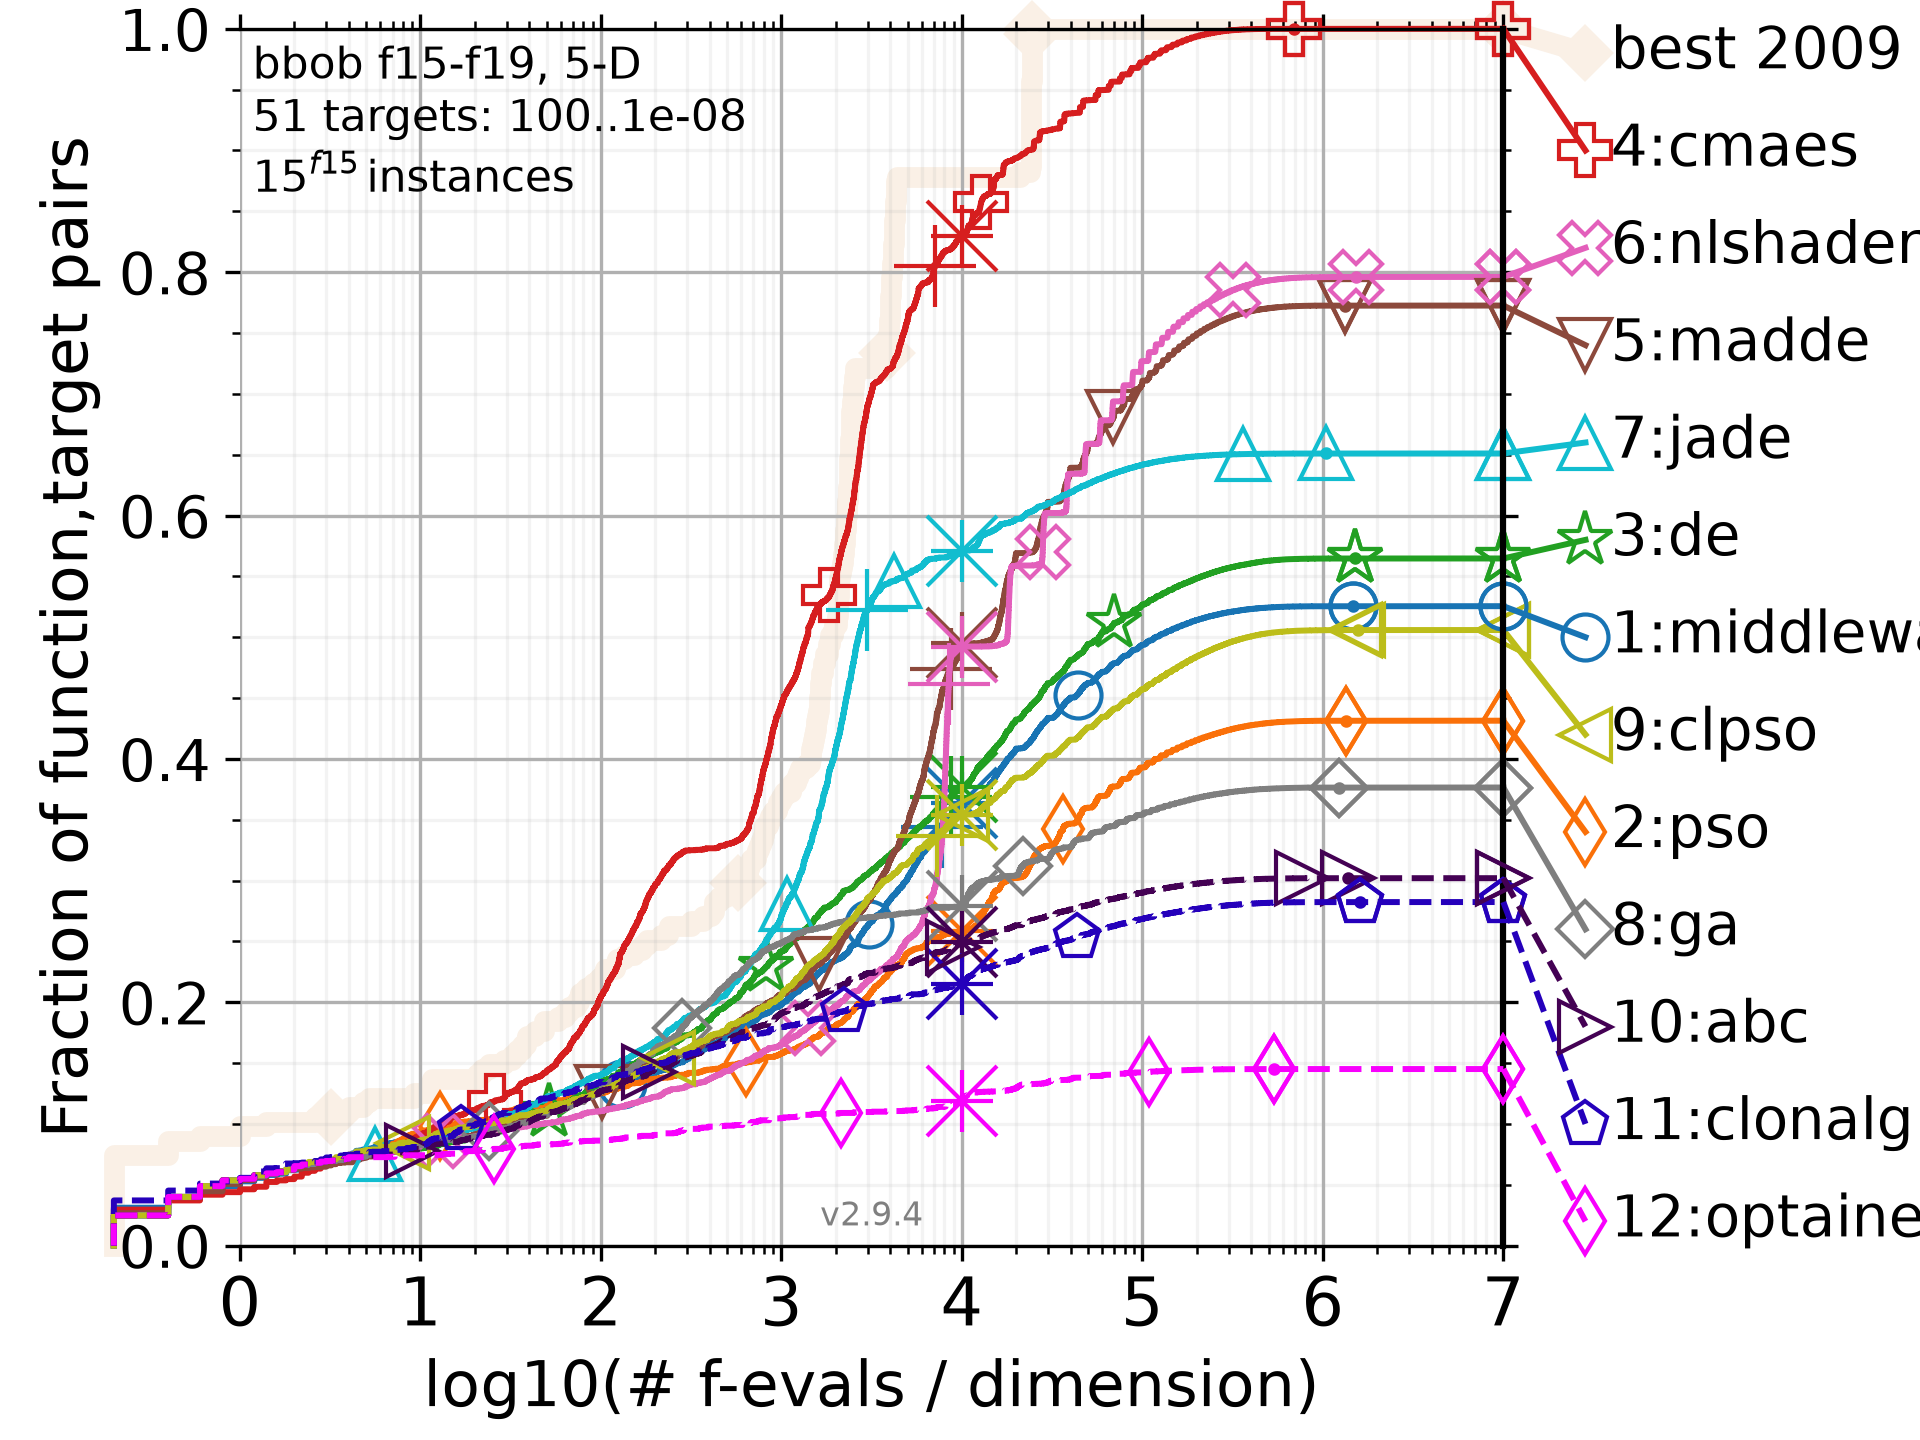 1.0
0.8
0.6
0.4
0.2
0.0
Fraction of function,target pairs
bbob f15-f19, 5-D
51 targets: 100..1e-08
15f15 instances
v2.9.4
0 1 2 3 4 5 6 7
log10(# f-evals / dimension)
best 2009
4:cmaes
6:nlshader
5:madde
7:jade
3:de
1:middlewa
9:clpso
2:pso
8:ga
10:abc
11:clonalg
12:optaine